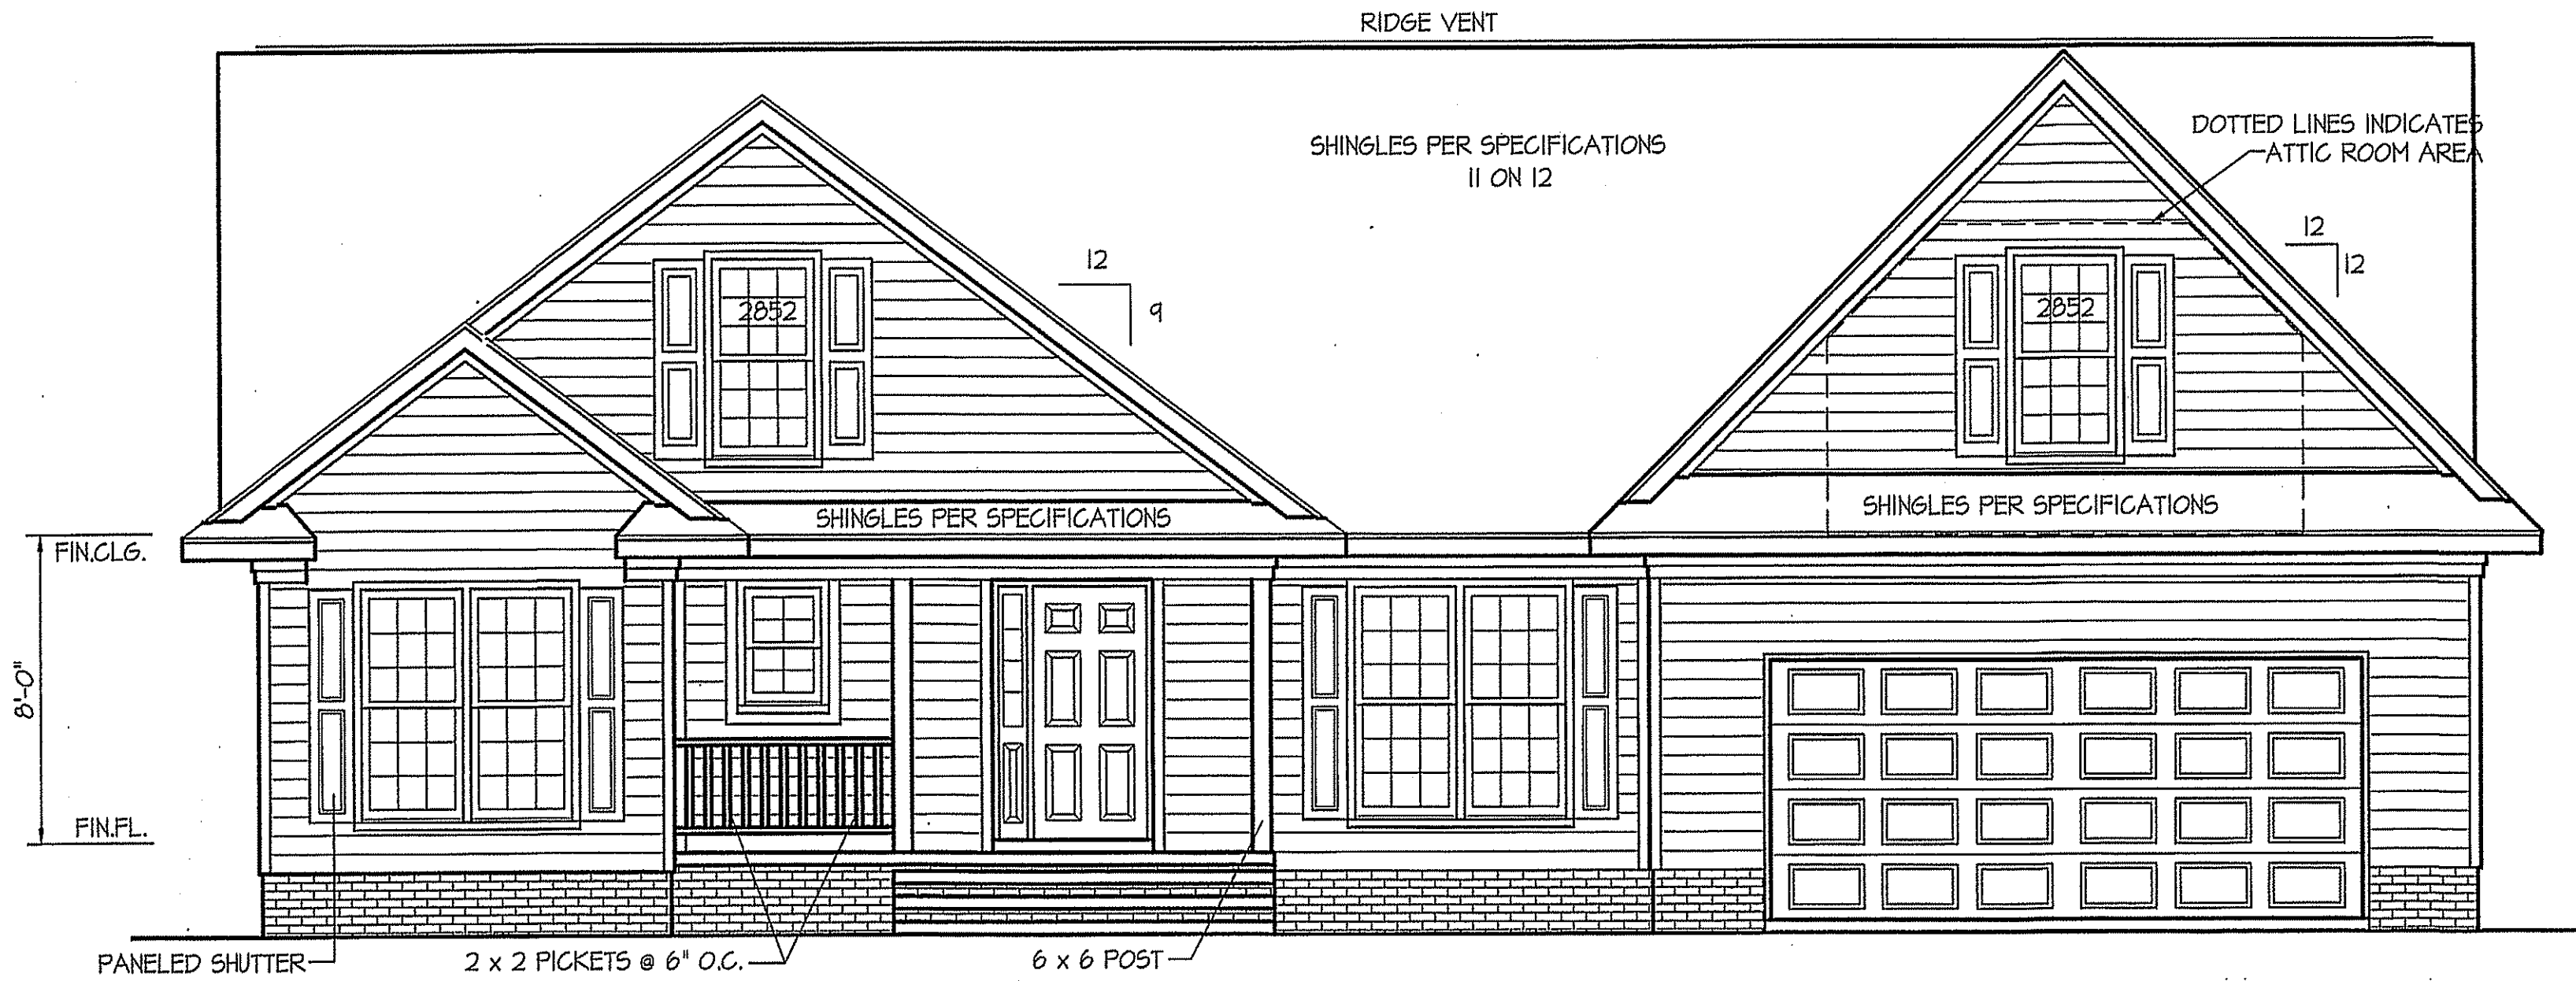 RIDGE VENT
SHINGLES PER SPECIFICATIONS
11 ON 12
DOTTED LINES INDICATES
ATTIC ROOM AREA
12
9
12
12
2852
2852
SHINGLES PER SPECIFICATIONS
SHINGLES PER SPECIFICATIONS
FIN.CLG.
8'-0"
FIN.FL.
PANELED SHUTTER
2 x 2 PICKETS @ 6" O.C.
6 x 6 POST